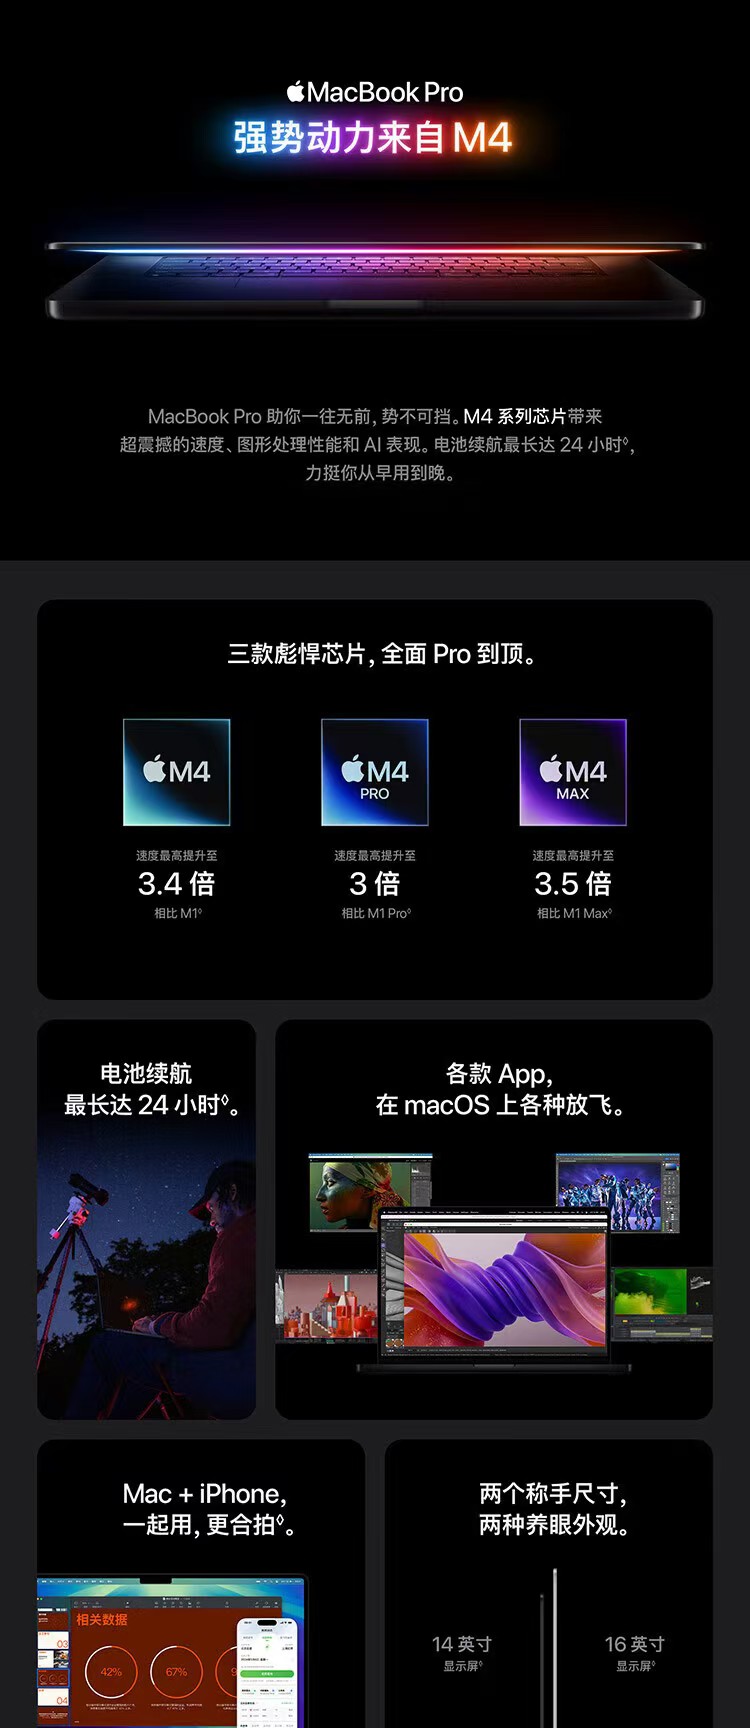 MacBook Pro
强势动力来自 M4
MacBook Pro 助你一往无前，势不可挡。M4 系列芯片带来
超震撼的速度、图形处理性能和 AI 表现。电池续航最长达 24 小时◊，
力挺你从早用到晚。
三款彪悍芯片，全面 Pro 到顶。
M4
M4
PRO
M4
MAX
速度最高提升至
3.4 倍
相比 M1◊
速度最高提升至
3 倍
相比 M1 Pro◊
速度最高提升至
3.5 倍
相比 M1 Max◊
电池续航
最长达 24 小时◊。
各款 App，
在 macOS 上各种放飞。
Mac + iPhone，
一起用，更合拍◊。
相关数据
03
04
42%
67%
两个称手尺寸，
两种养眼外观。
14 英寸
显示屏◊
16 英寸
显示屏◊